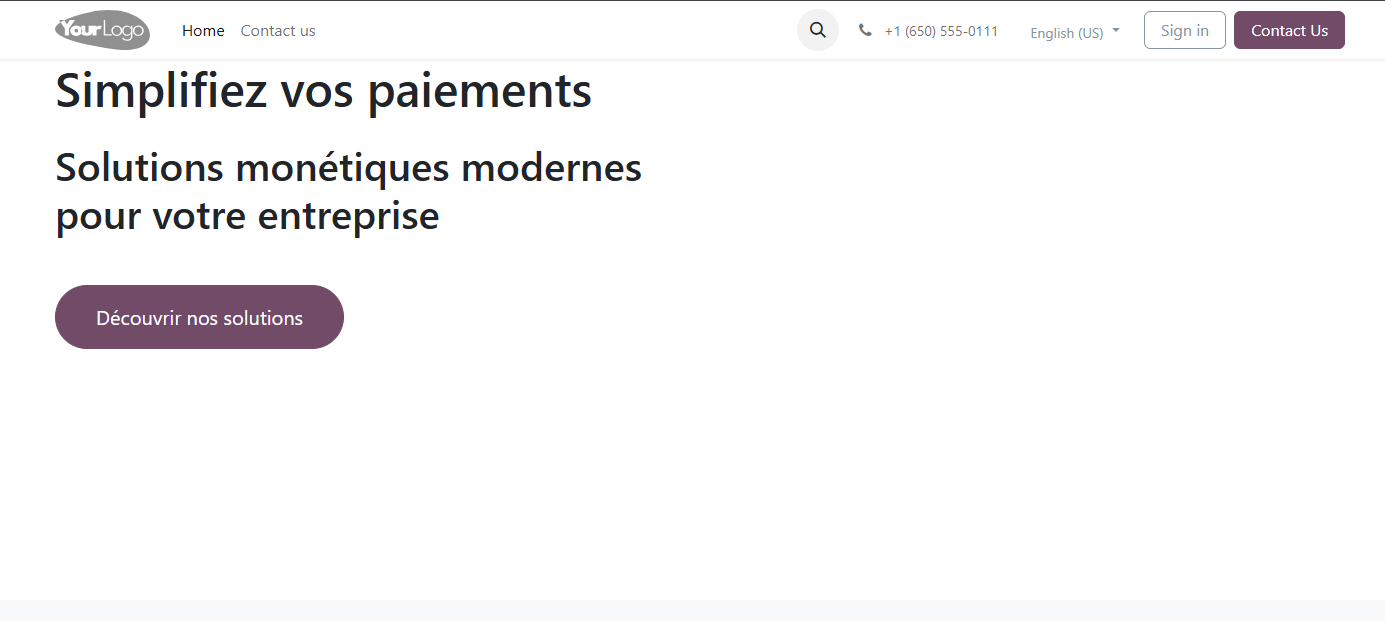 YourLogo
Home
Contact us
+1 (650) 555-0111
English (US)
Sign in
Contact Us
Simplifiez vos paiements
Solutions monétiques modernes
pour votre entreprise
Découvrir nos solutions